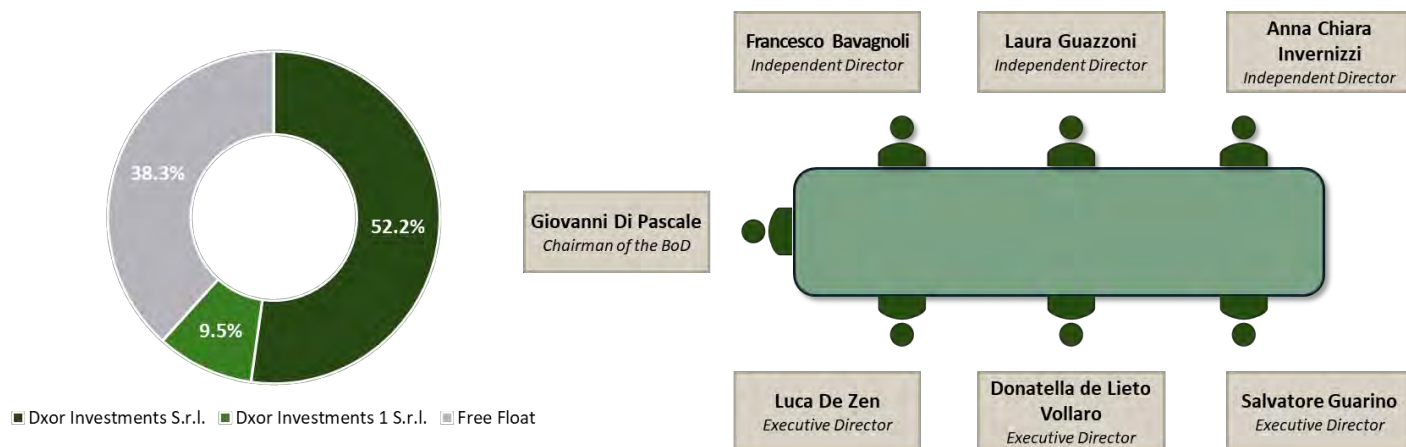 38.3%
52.2%
9.5%
Dxor Investments S.r.l. Dxor Investments 1 S.r.l. Free Float
Francesco Bavagnoli
Independent Director
Laura Guazzoni
Independent Director
Anna Chiara
Invernizzi
Independent Director
Giovanni Di Pascale
Chairman of the BoD
Luca De Zen
Executive Director
Donatella de Lieto
Vollaro
Executive Director
Salvatore Guarino
Executive Director